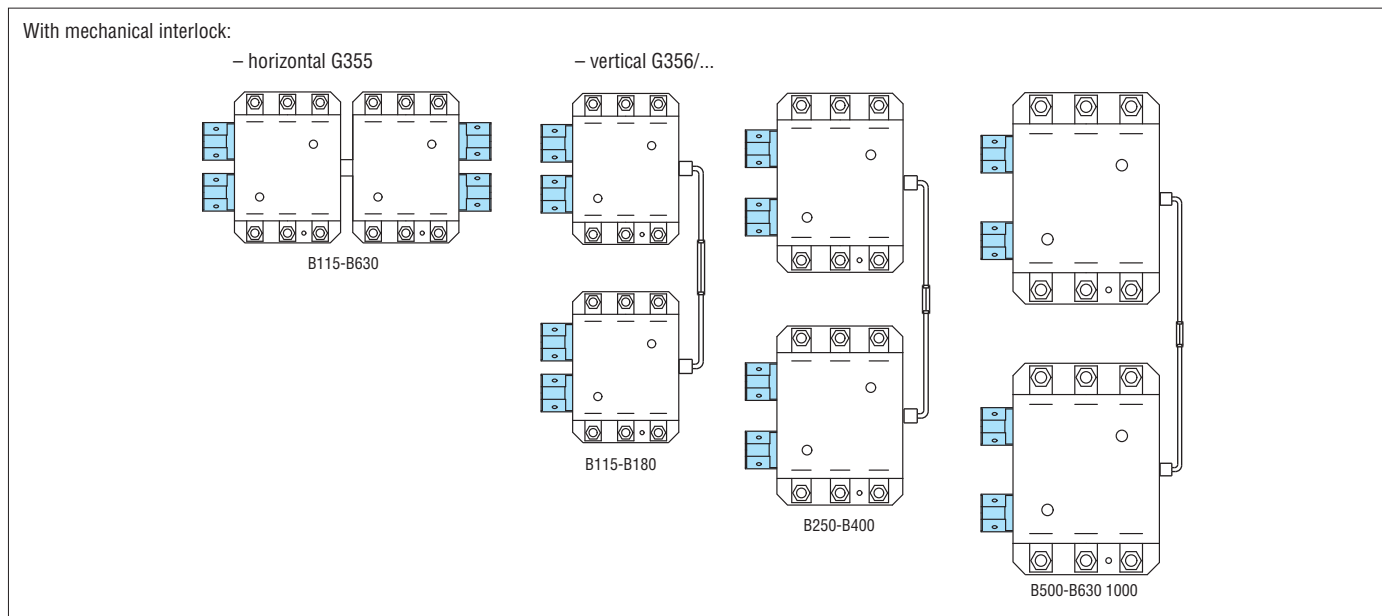 With mechanical interlock:
– horizontal G355
– vertical G356/...
B115-B630
B115-B180
B250-B400
B500-B630 1000